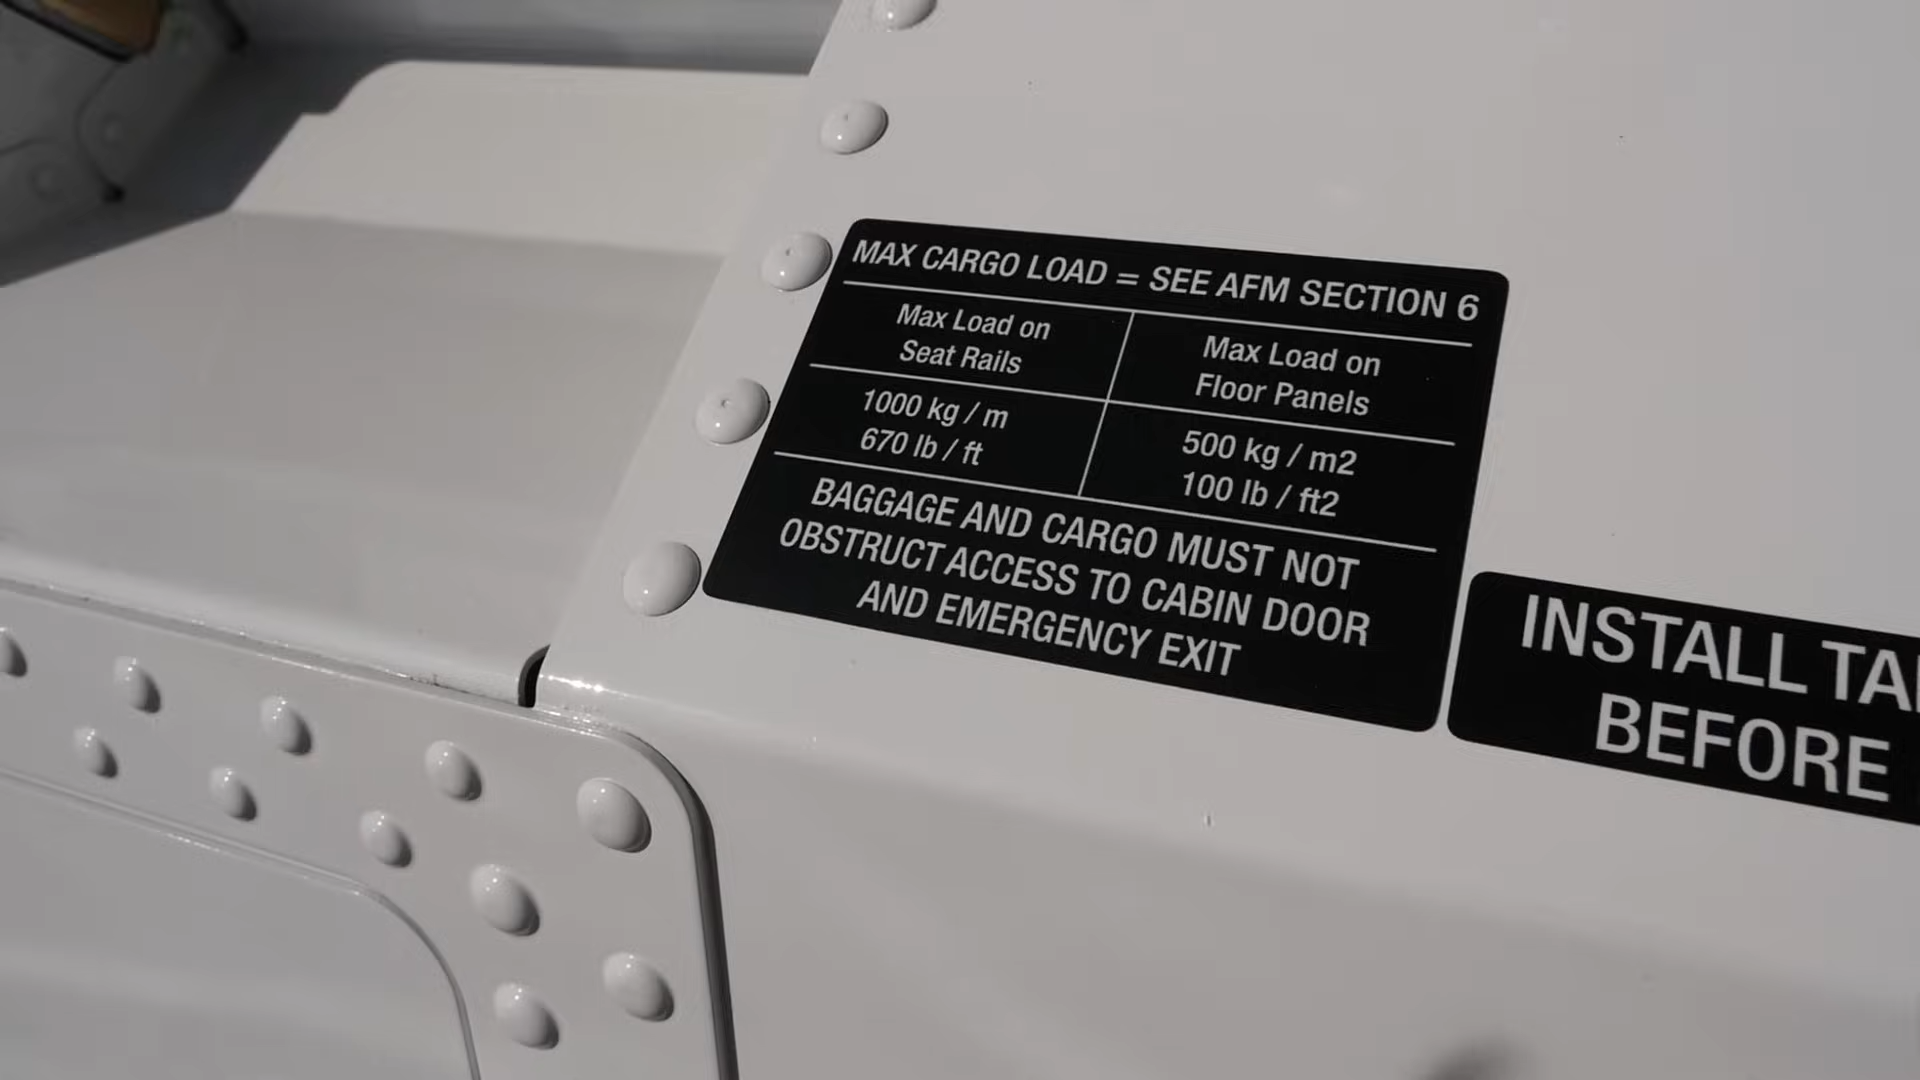 MAX CARGO LOAD = SEE AFM SECTION 6
Max Load on
Seat Rails
Max Load on
Floor Panels
1000 kg / m
670 lb / ft
500 kg / m2
100 lb / ft2
BAGGAGE AND CARGO MUST NOT
OBSTRUCT ACCESS TO CABIN DOOR
AND EMERGENCY EXIT
INSTALL
BEFORE